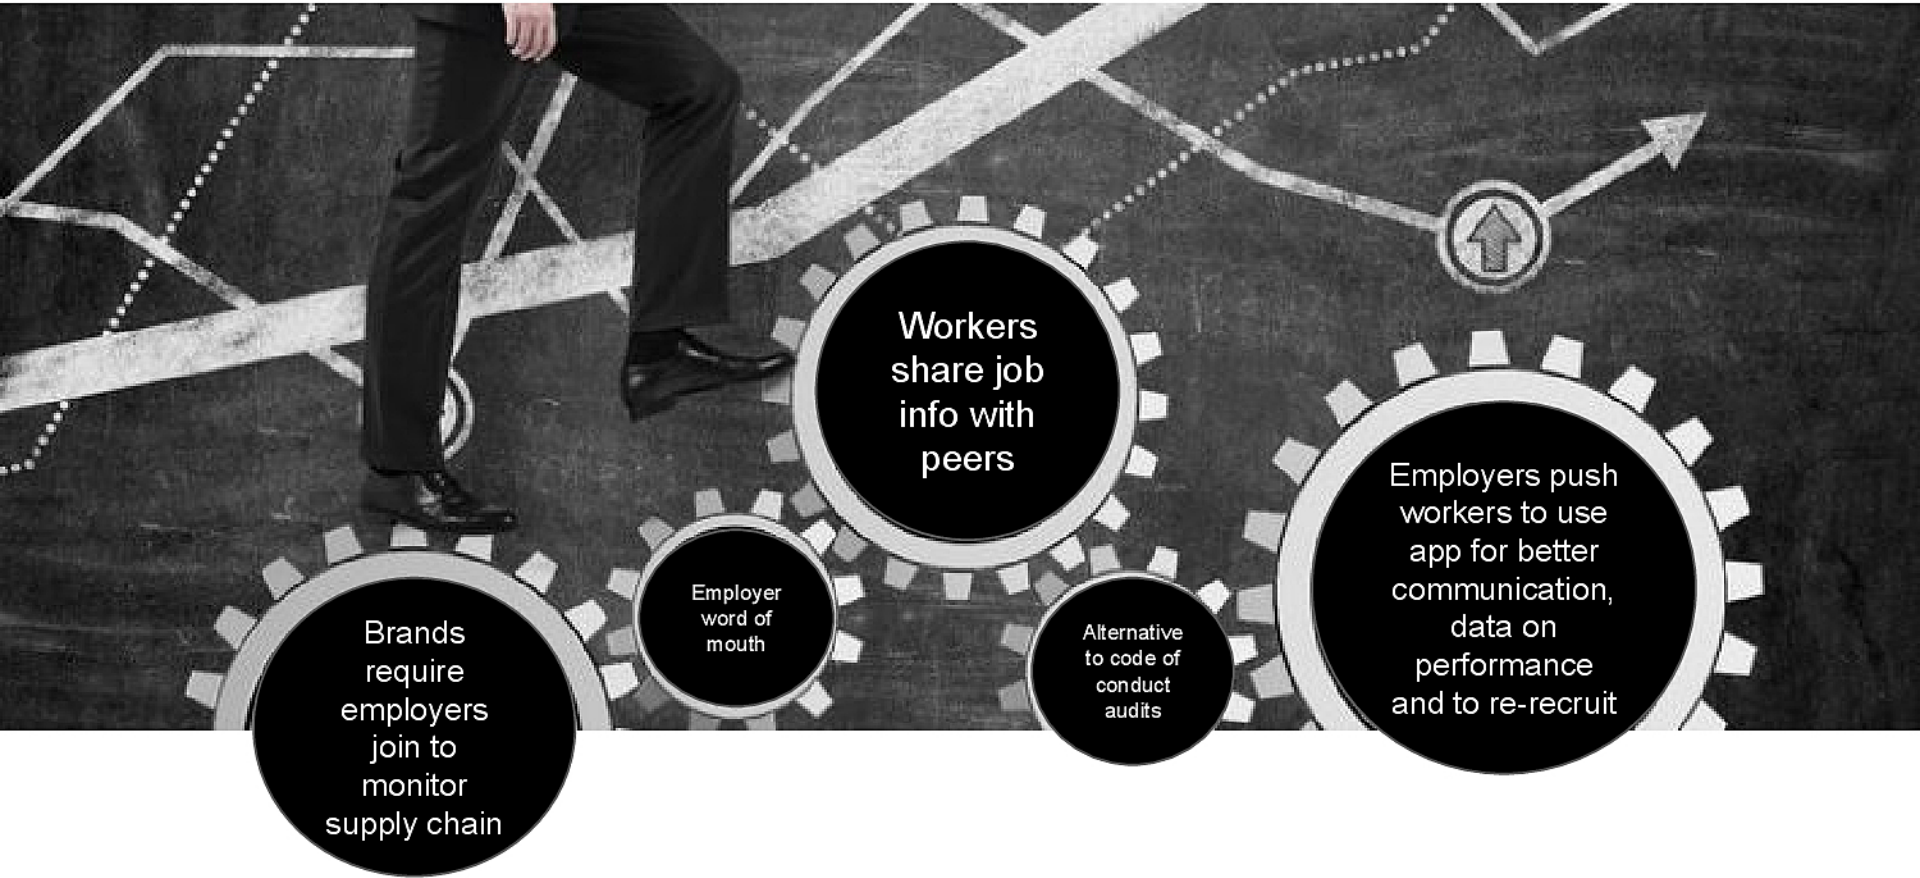 Brands
require
employers
join to
monitor
supply chain
Employer
word of
mouth
Workers
share job
info with
peers
Alternative
to code of
conduct
audits
Employers push
workers to use
app for better
communication,
data on
performance
and to re-recruit